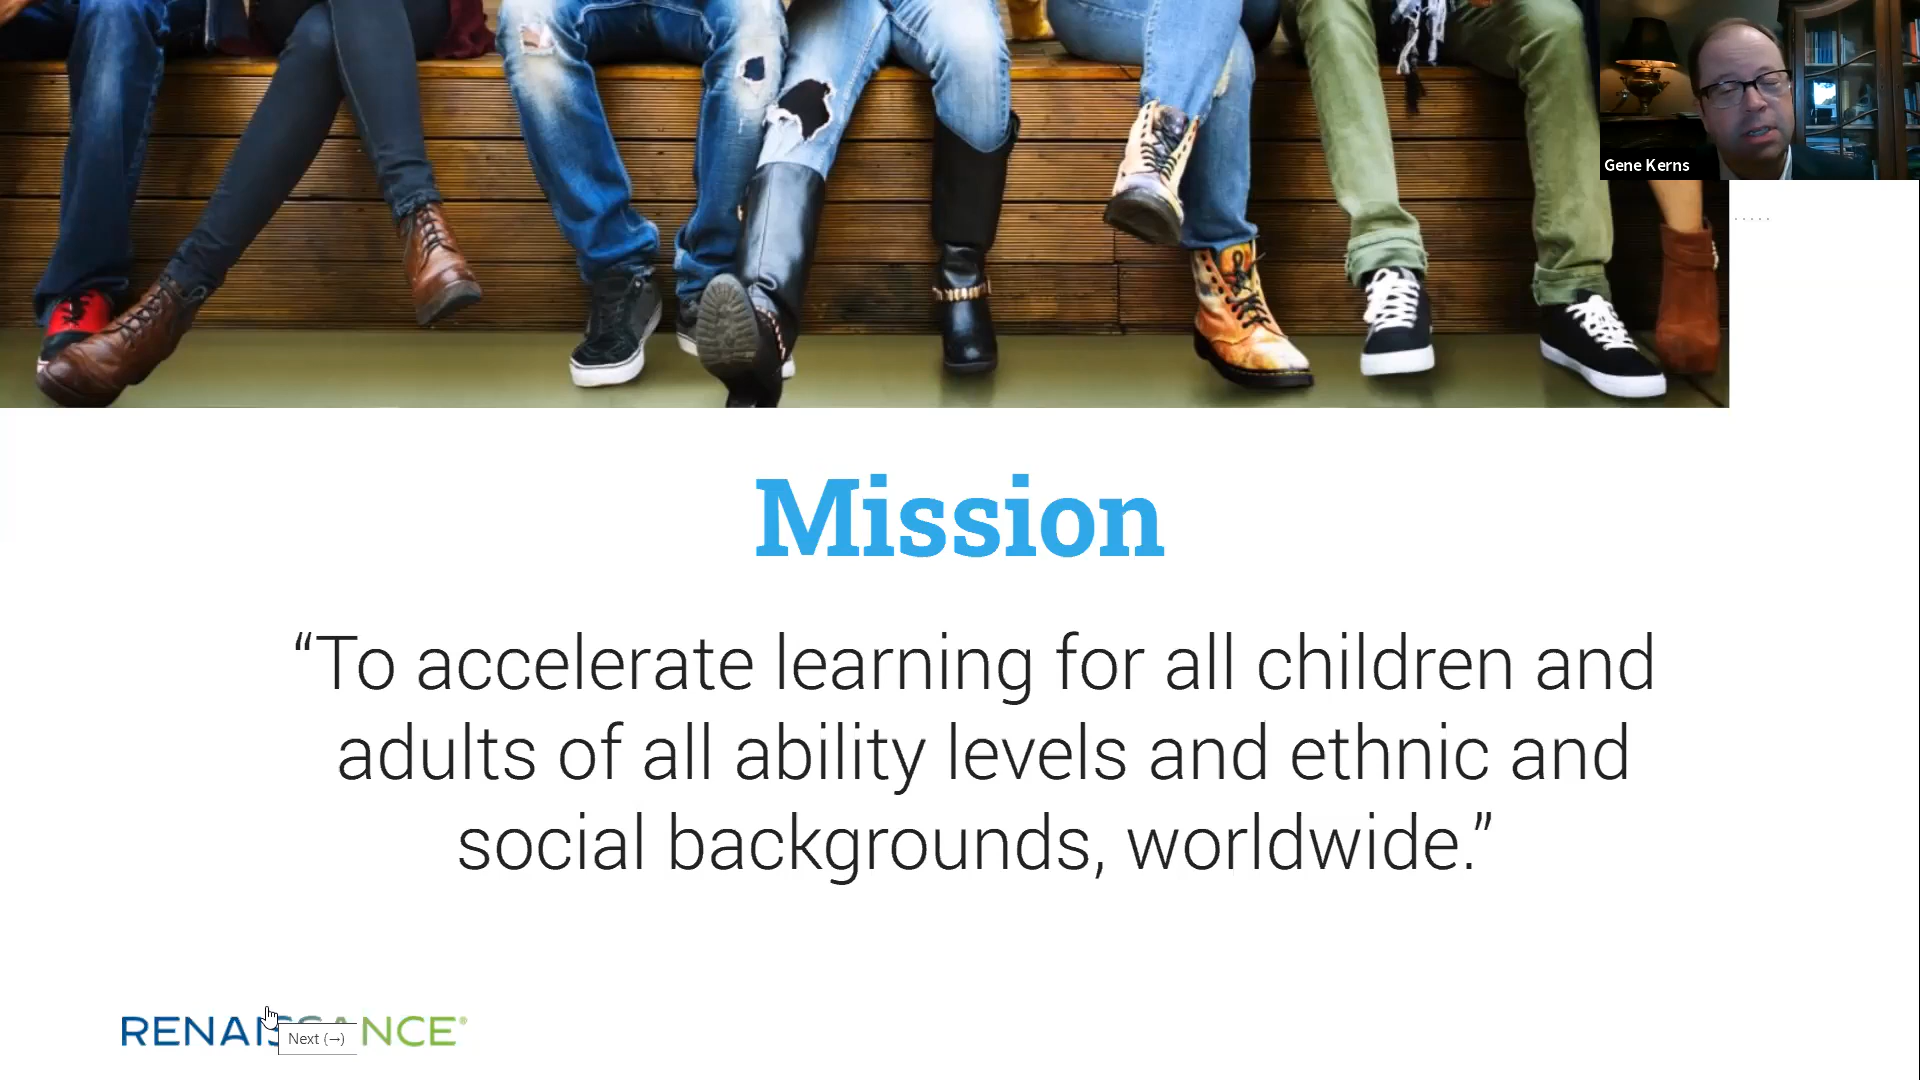 Gene Kerns
Mission
“To accelerate learning for all children and
adults of all ability levels and ethnic and
social backgrounds, worldwide.”
RENAISSANCE®
Next (→)